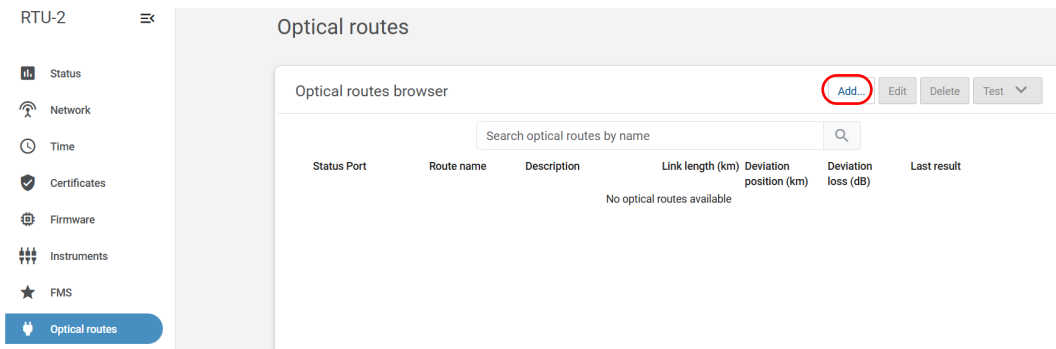 RTU-2
Optical routes
Status
Network
Time
Certificates
Firmware
Instruments
FMS
Optical routes
Optical routes browser
Add... Edit Delete Test
Search optical routes by name
Status Port Route name Description Link length (km) Deviation position (km) Deviation loss (dB) Last result
No optical routes available